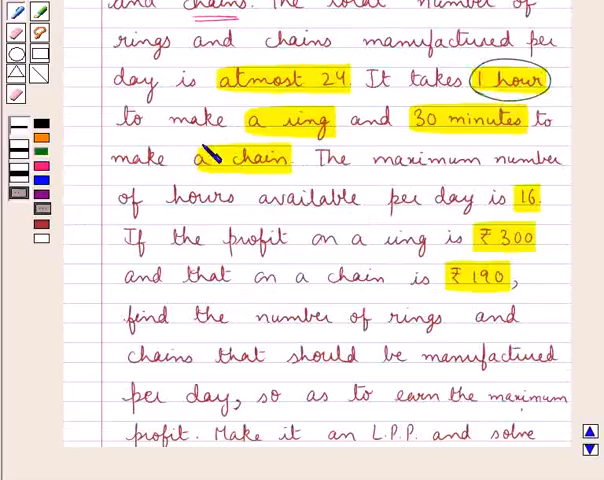 and chains. The total number of
rings and chains manufactured per
day is atmost 24. It takes 1 hour
to make a ring and 30 minutes to
make a chain. The maximum number
of hours available per day is 16.
If the profit on a ring is ₹ 300
and that on a chain is ₹ 190,
find the number of rings and
chains that should be manufactured
per day, so as to earn the maximum
profit. Make it an L.P.P. and solve